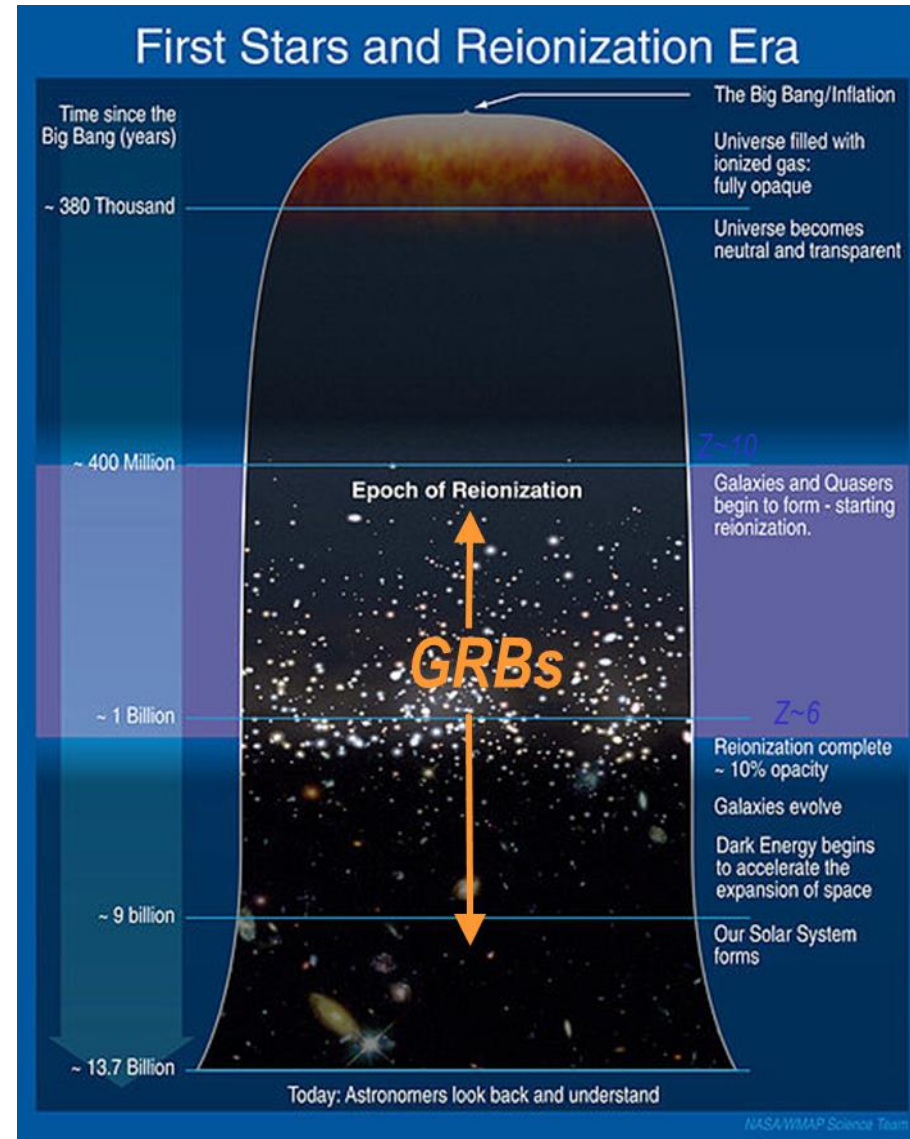 First Stars and Reionization Era
Time since the
Big Bang (years)
The Big Bang/Inflation
Universe filled with
ionized gas:
fully opaque
~ 380 Thousand
Universe becomes
neutral and transparent
~ 400 Million
Z~10
Epoch of Reionization
Galaxies and Quasers
begin to form - starting
reionization.
GRBs
~ 1 Billion
Z~6
Reionization complete
~ 10% opacity
Galaxies evolve
Dark Energy begins
to accelerate the
expansion of space
~ 9 billion
Our Solar System
forms
~ 13.7 Billion
Today: Astronomers look back and understand
NASA/WMAP Science Team